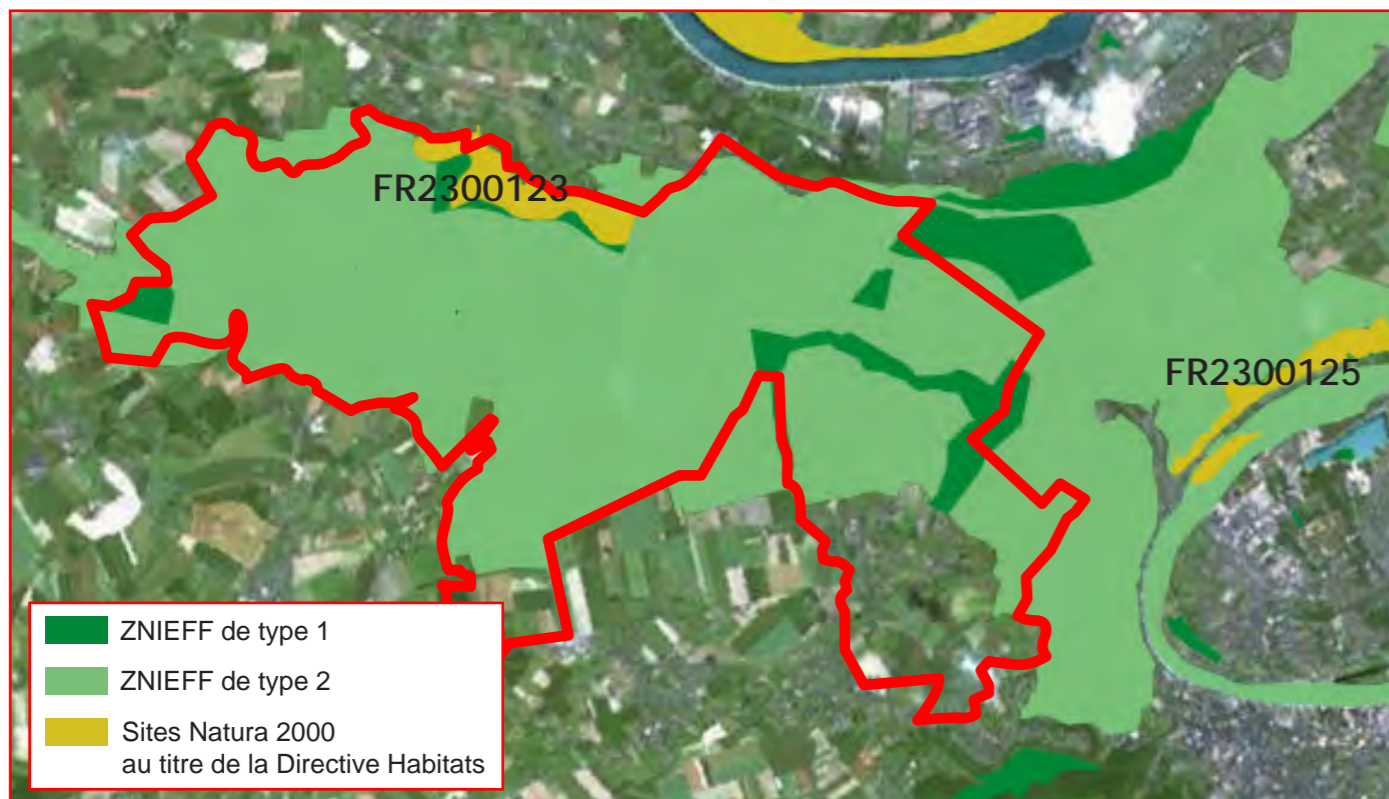 FR2300123
FR2300125
ZNIEFF de type 1
ZNIEFF de type 2
Sites Natura 2000
au titre de la Directive Habitats